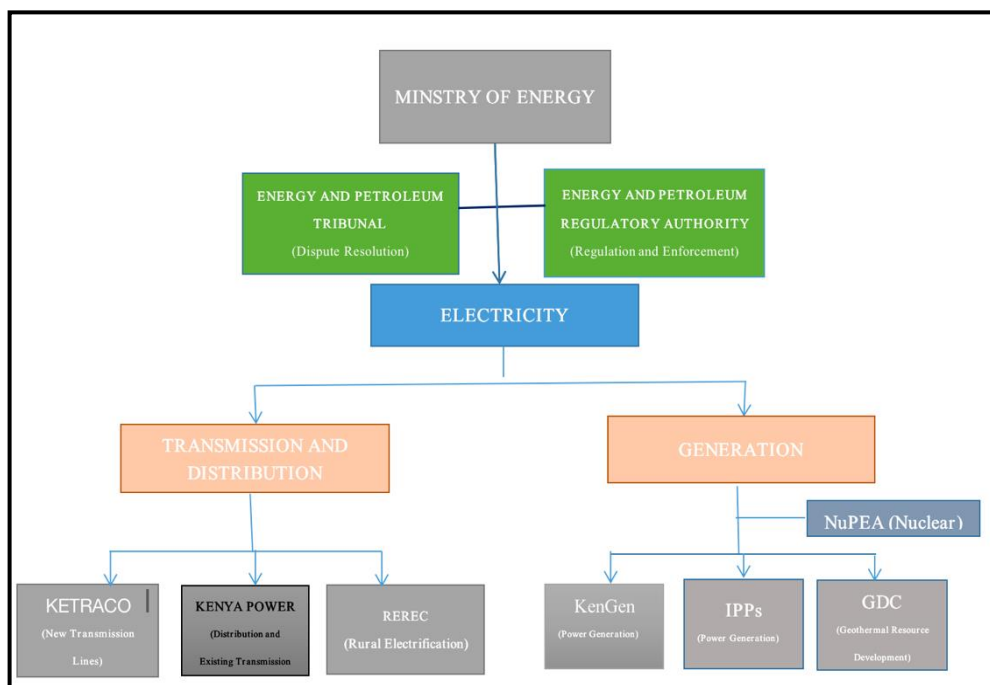 MINSTRY OF ENERGY
ENERGY AND PETROLEUM
TRIBUNAL
(Dispute Resolution)
ENERGY AND PETROLEUM
REGULATORY AUTHORITY
(Regulation and Enforcement)
ELECTRICITY
TRANSMISSION AND
DISTRIBUTION
GENERATION
NuPEA (Nuclear)
KETRACO
(New Transmission
Lines)
KENYA POWER
(Distribution and
Existing Transmission
REREC
(Rural Electrification)
KenGen
(Power Generation)
IPPs
(Power Generation)
GDC
(Geothermal Resource
Development)